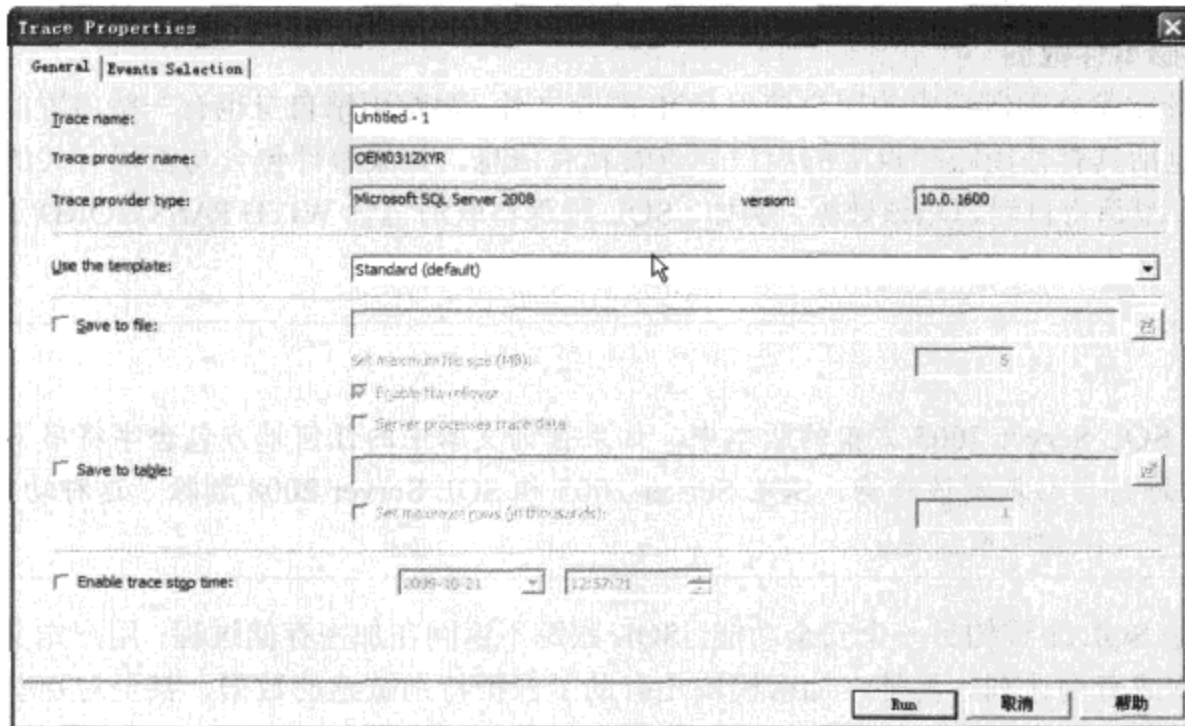 Trace Properties
General Events Selection
Trace name: Untitled - 1
Trace provider name: OEM0312XYR
Trace provider type: Microsoft SQL Server 2008 version: 10.0.1600
Use the template: Standard (default)
Save to file:
Set maximum file size (MB): 5
Enable file rollover
Server processes trace data
Save to table:
Set maximum rows (in thousands): 1
Enable trace stop time: 12:57:21
Run 取消 帮助